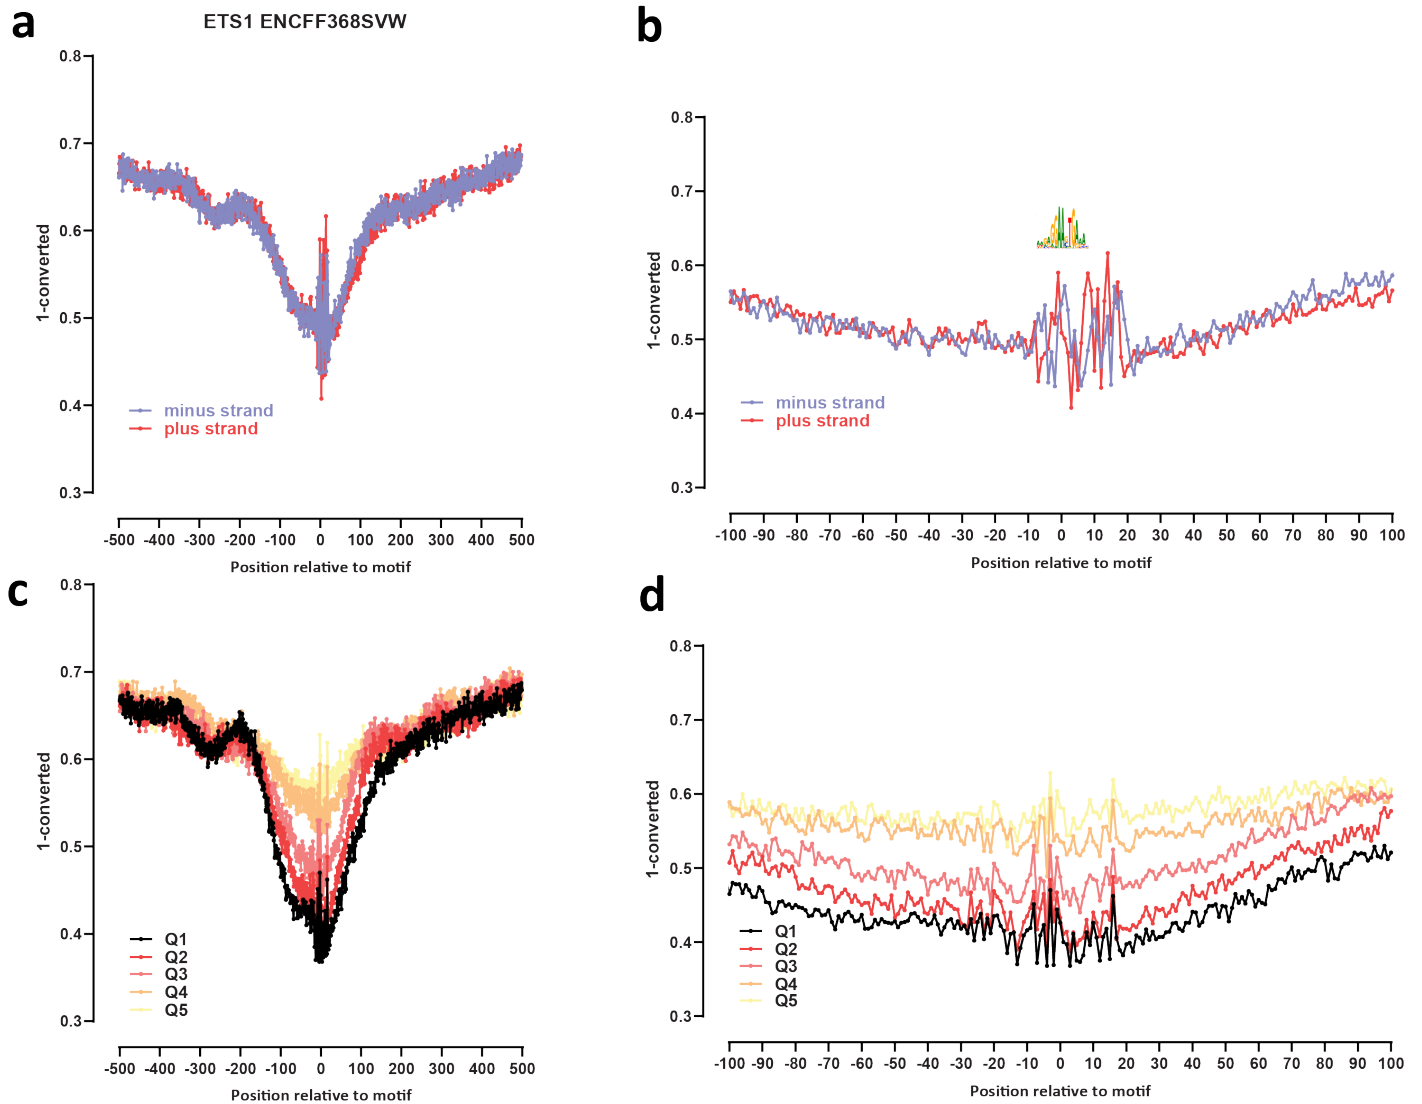 a
ETS1 ENCFF368SVW
0.8
0.7
0.6
0.5
0.4
0.3
1-converted
minus strand
plus strand
-500 -400 -300 -200 -100 0 100 200 300 400 500
Position relative to motif
b
0.8
0.7
0.6
0.5
0.4
0.3
1-converted
minus strand
plus strand
-100 -90 -80 -70 -60 -50 -40 -30 -20 -10 0 10 20 30 40 50 60 70 80 90 100
Position relative to motif
c
0.8
0.7
0.6
0.5
0.4
0.3
1-converted
Q1
Q2
Q3
Q4
Q5
-500 -400 -300 -200 -100 0 100 200 300 400 500
Position relative to motif
d
0.8
0.7
0.6
0.5
0.4
0.3
1-converted
Q1
Q2
Q3
Q4
Q5
-100 -90 -80 -70 -60 -50 -40 -30 -20 -10 0 10 20 30 40 50 60 70 80 90 100
Position relative to motif